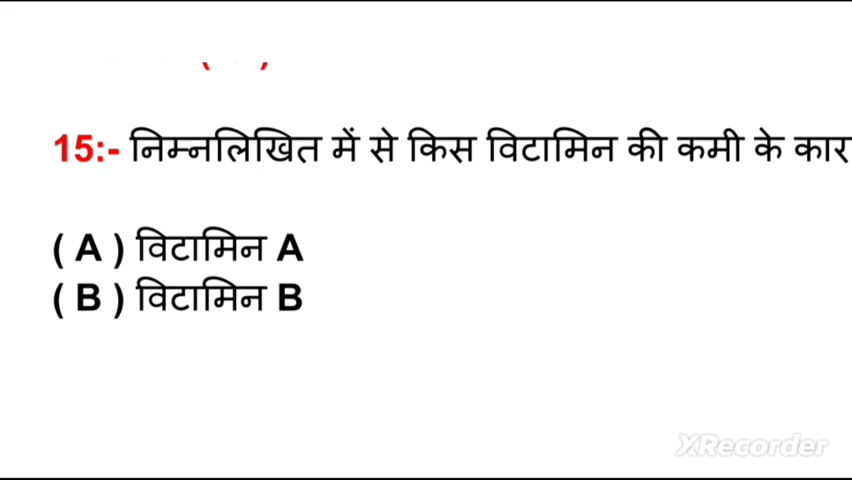 15:- निम्नलिखित में से किस विटामिन की कमी के कार
( A ) विटामिन A
( B ) विटामिन B
XRecorder